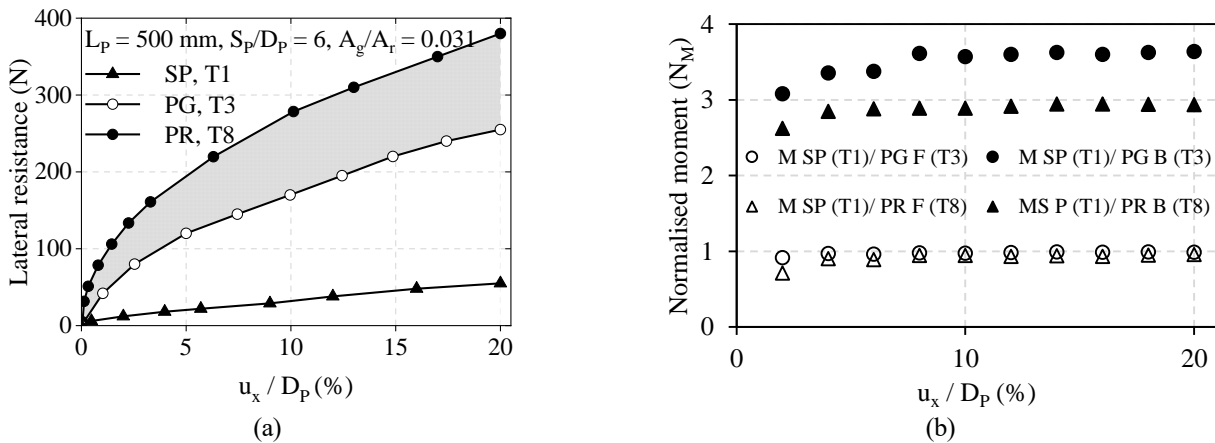 400
300
200
100
0
Lateral resistance (N)
L_P = 500 mm, S_P/D_P = 6, A_g/A_r = 0.031
SP, T1
PG, T3
PR, T8
0 5 10 15 20
u_x / D_P (%)
(a)
4
3
2
1
0
Normalised moment (N_M)
M SP (T1)/ PG F (T3) M SP (T1)/ PG B (T3)
M SP (T1)/ PR F (T8) MS P (T1)/ PR B (T8)
0 10 20
u_x / D_P (%)
(b)